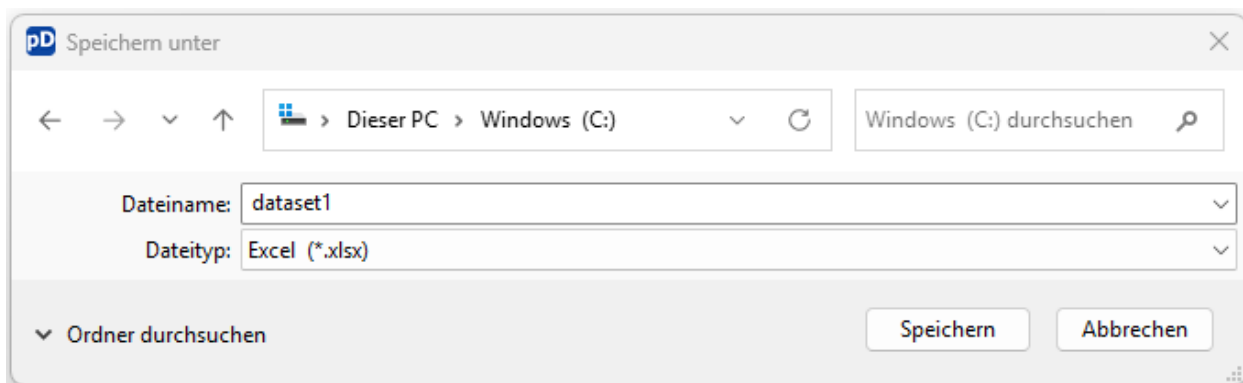 pD Speichern unter
Dieser PC > Windows (C:) Windows (C:) durchsuchen
Dateiname: dataset1
Dateityp: Excel (*.xlsx)
Ordner durchsuchen Speichern Abbrechen